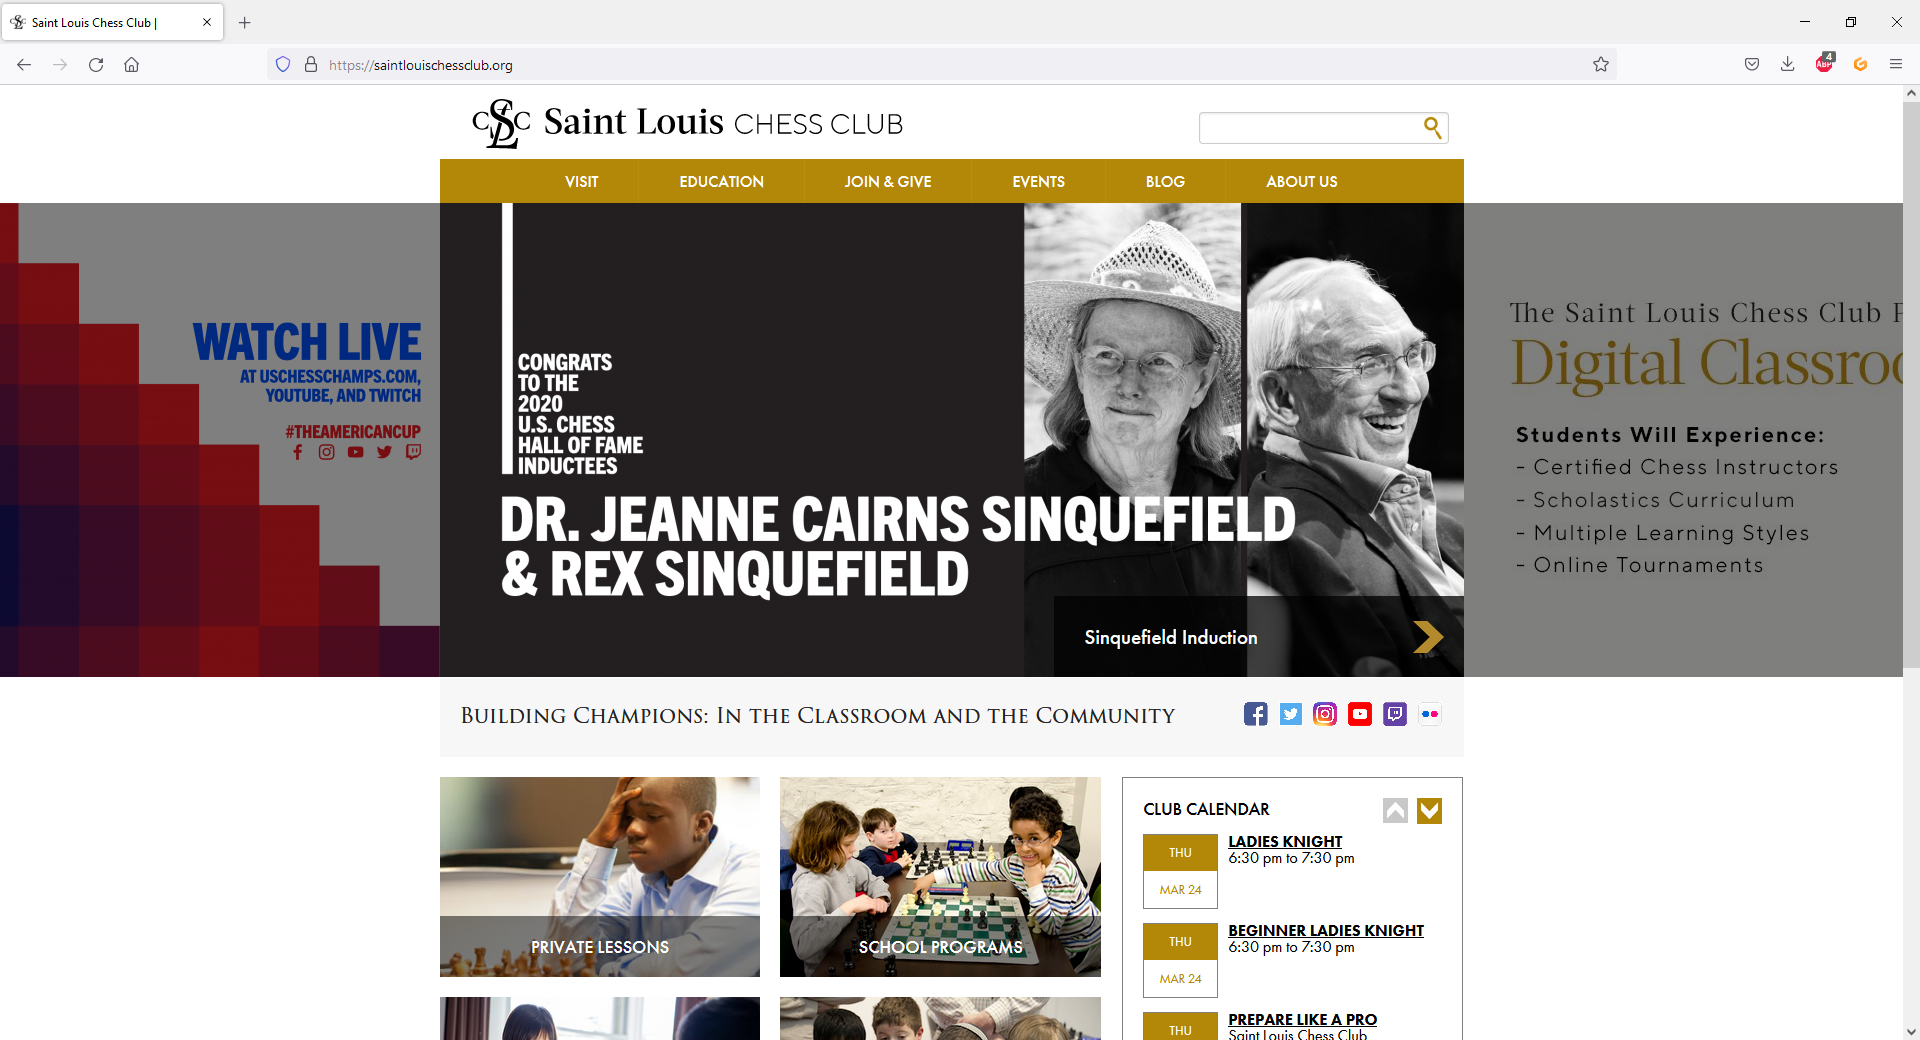 Saint Louis Chess Club |
4
ABP
https://saintlouischessclub.org
CSLC
Saint Louis CHESS CLUB
VISIT
EDUCATION
JOIN & GIVE
EVENTS
BLOG
ABOUT US
WATCH LIVE
AT USCHESSCHAMPS.COM,
YOUTUBE, AND TWITCH
#THEAMERICANCUP
CONGRATS
TO THE
2020
U.S. CHESS
HALL OF FAME
INDUCTEES
DR. JEANNE CAIRNS SINQUEFIELD
& REX SINQUEFIELD
Sinquefield Induction
The Saint Louis Chess Club P
Digital Classroo
Students Will Experience:
- Certified Chess Instructors
- Scholastics Curriculum
- Multiple Learning Styles
- Online Tournaments
BUILDING CHAMPIONS: IN THE CLASSROOM AND THE COMMUNITY
PRIVATE LESSONS
SCHOOL PROGRAMS
CLUB CALENDAR
THU
MAR 24
LADIES KNIGHT
6:30 pm to 7:30 pm
THU
MAR 24
BEGINNER LADIES KNIGHT
6:30 pm to 7:30 pm
THU
PREPARE LIKE A PRO
Saint Louis Chess Club